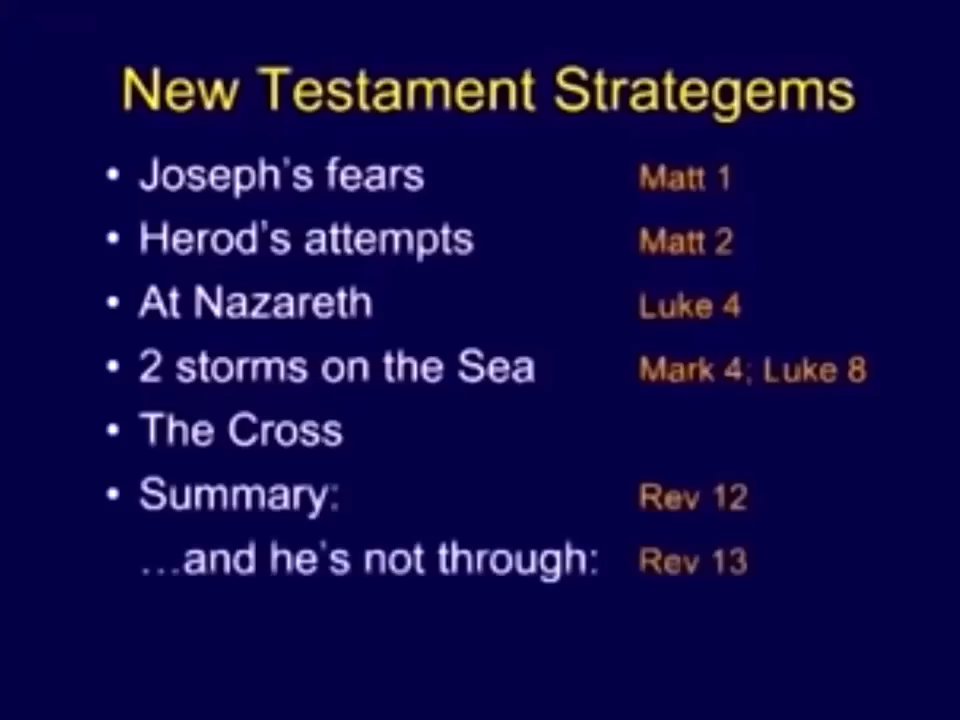 New Testament Strategems
• Joseph's fears Matt 1
• Herod's attempts Matt 2
• At Nazareth Luke 4
• 2 storms on the Sea Mark 4; Luke 8
• The Cross
• Summary: Rev 12
…and he's not through: Rev 13